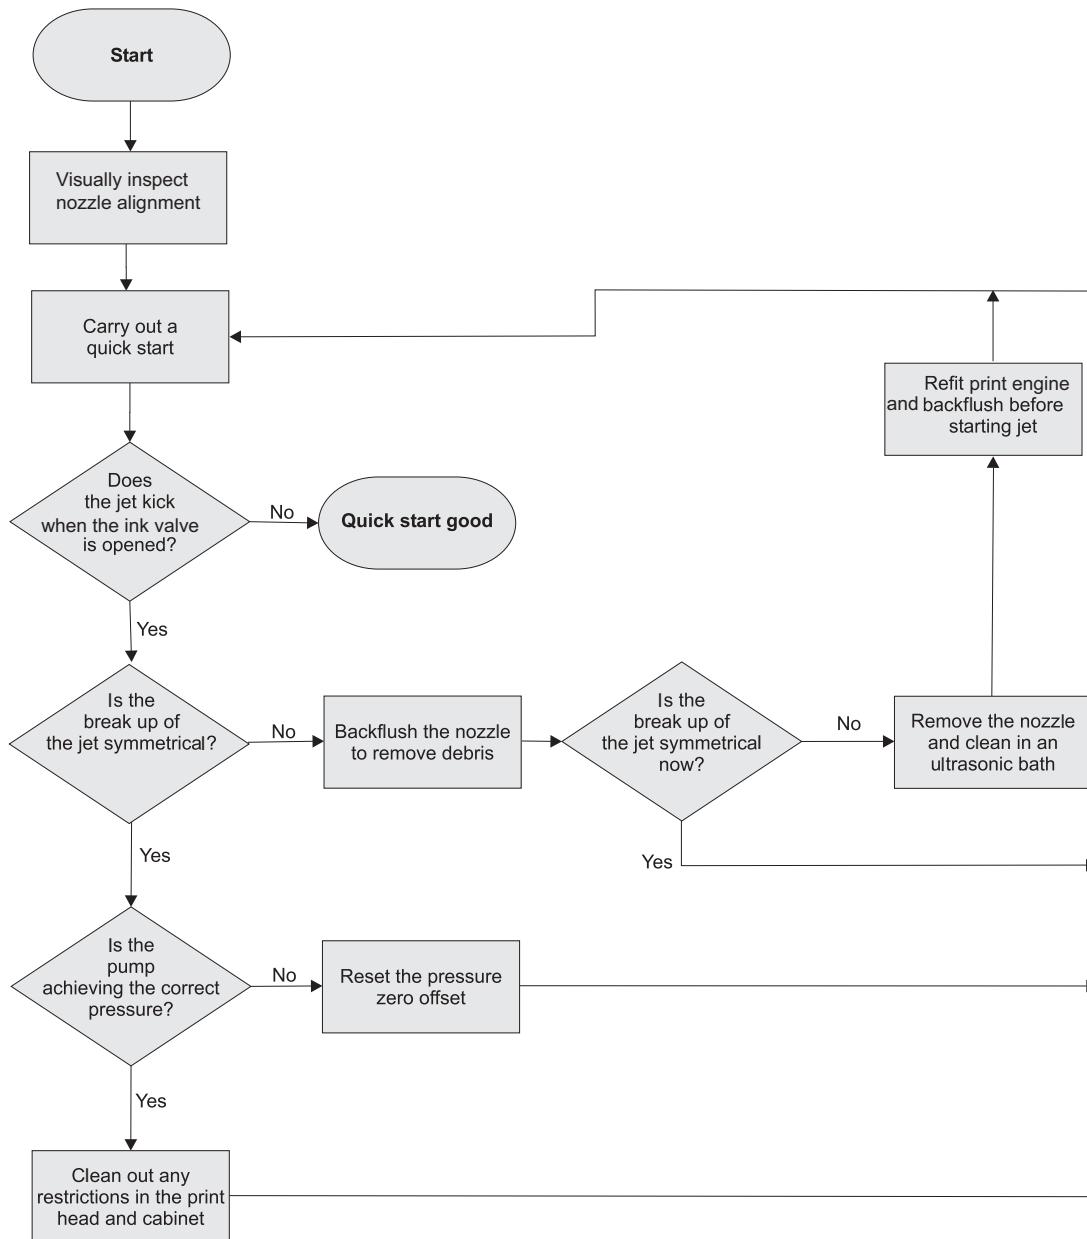 Start
Visually inspect
nozzle alignment
Carry out a
quick start
Refit print engine
and backflush before
starting jet
Does
the jet kick
when the ink valve
is opened?
No
Quick start good
Yes
Is the
break up of
the jet symmetrical?
No
Backflush the nozzle
to remove debris
Is the
break up of
the jet symmetrical
now?
No
Remove the nozzle
and clean in an
ultrasonic bath
Yes
Yes
Is the
pump
achieving the correct
pressure?
No
Reset the pressure
zero offset
Yes
Clean out any
restrictions in the print
head and cabinet